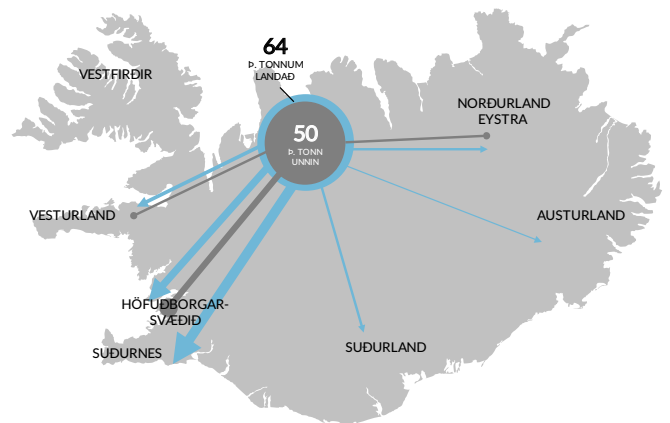 64
Þ. TONNUM
LANDAÐ
VESTFIRÐIR
NORÐURLAND
EYSTRA
50
Þ. TONN
UNNIN
VESTURLAND
AUSTURLAND
HÖFUÐBORGAR-
SVÆÐIÐ
SUÐURNES
SUÐURLAND